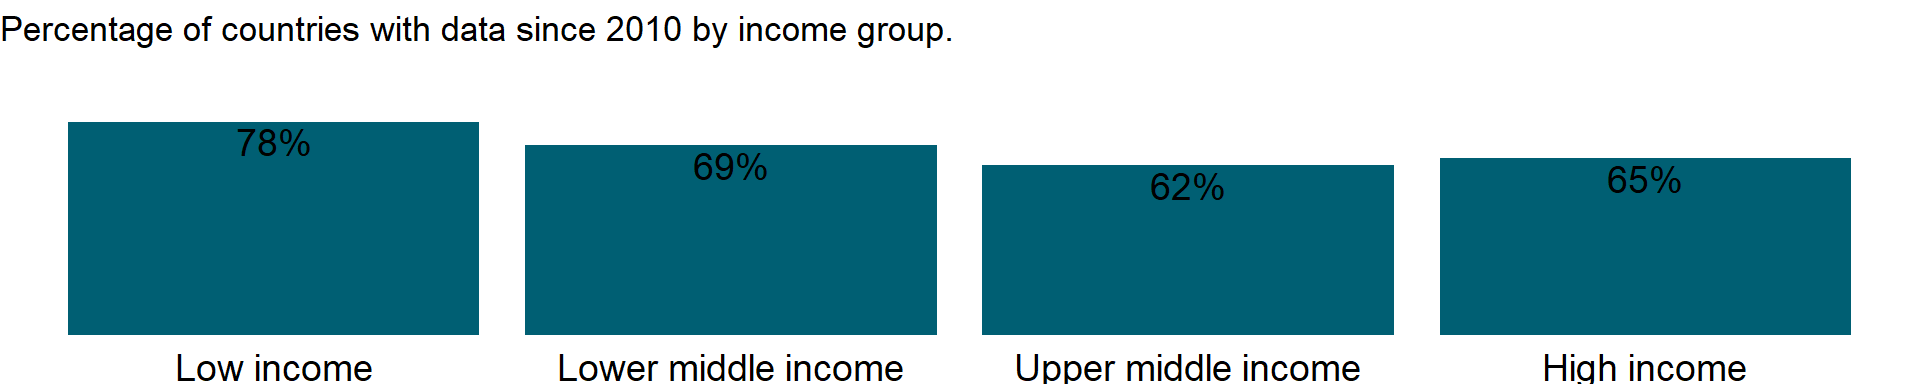 Percentage of countries with data since 2010 by income group.
78%
69%
62%
65%
Low income
Lower middle income
Upper middle income
High income